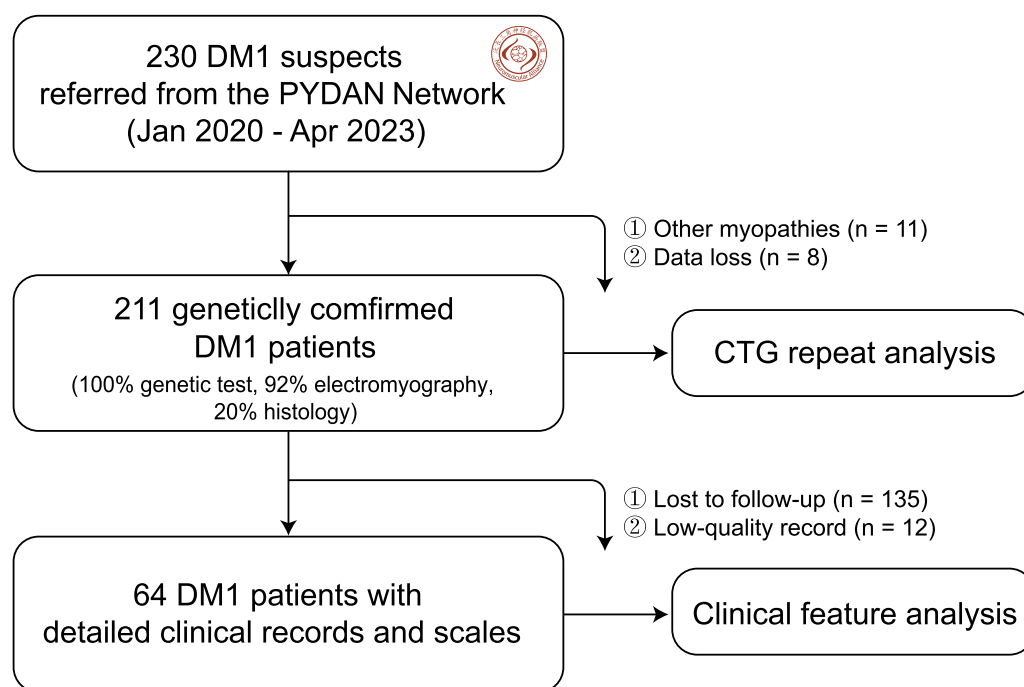 230 DM1 suspects
referred from the PYDAN Network
(Jan 2020 - Apr 2023)
Neuromuscular Alliance
① Other myopathies (n = 11)
② Data loss (n = 8)
211 geneticlly comfirmed
DM1 patients
(100% genetic test, 92% electromyography,
20% histology)
CTG repeat analysis
① Lost to follow-up (n = 135)
② Low-quality record (n = 12)
64 DM1 patients with
detailed clinical records and scales
Clinical feature analysis